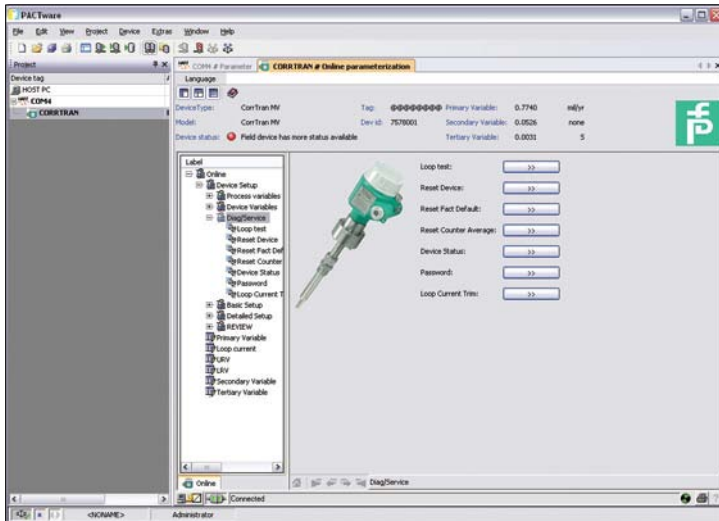 PACTware
File Edit View Project Device Extras Window Help
Project
COM4 # Parameter CORRTRAN # Online parameterization
Device tag
HOST PC
COM4
CORRTRAN
Language
DeviceType: CorrTran MV Tag: @@@@@@@@ Primary Variable: 0.7740 mil/yr
Model: CorrTran MV Dev id: 7578001 Secondary Variable: 0.0526 none
Device status: Field device has more status available Tertiary Variable: 0.0031 S
Label
Online
Device Setup
Process variables
Device Variables
Diag/Service
Loop test
Reset Device
Reset Fact Def
Reset Counter
Device Status
Password
Loop Current T
Basic Setup
Detailed Setup
REVIEW
Primary Variable
Loop current
URV
LRV
Secondary Variable
Tertiary Variable
Loop test: >>
Reset Device: >>
Reset Fact Default: >>
Reset Counter Average: >>
Device Status: >>
Password: >>
Loop Current Trim: >>
Online
Diag/Service
Connected
<NONAME> Administrator